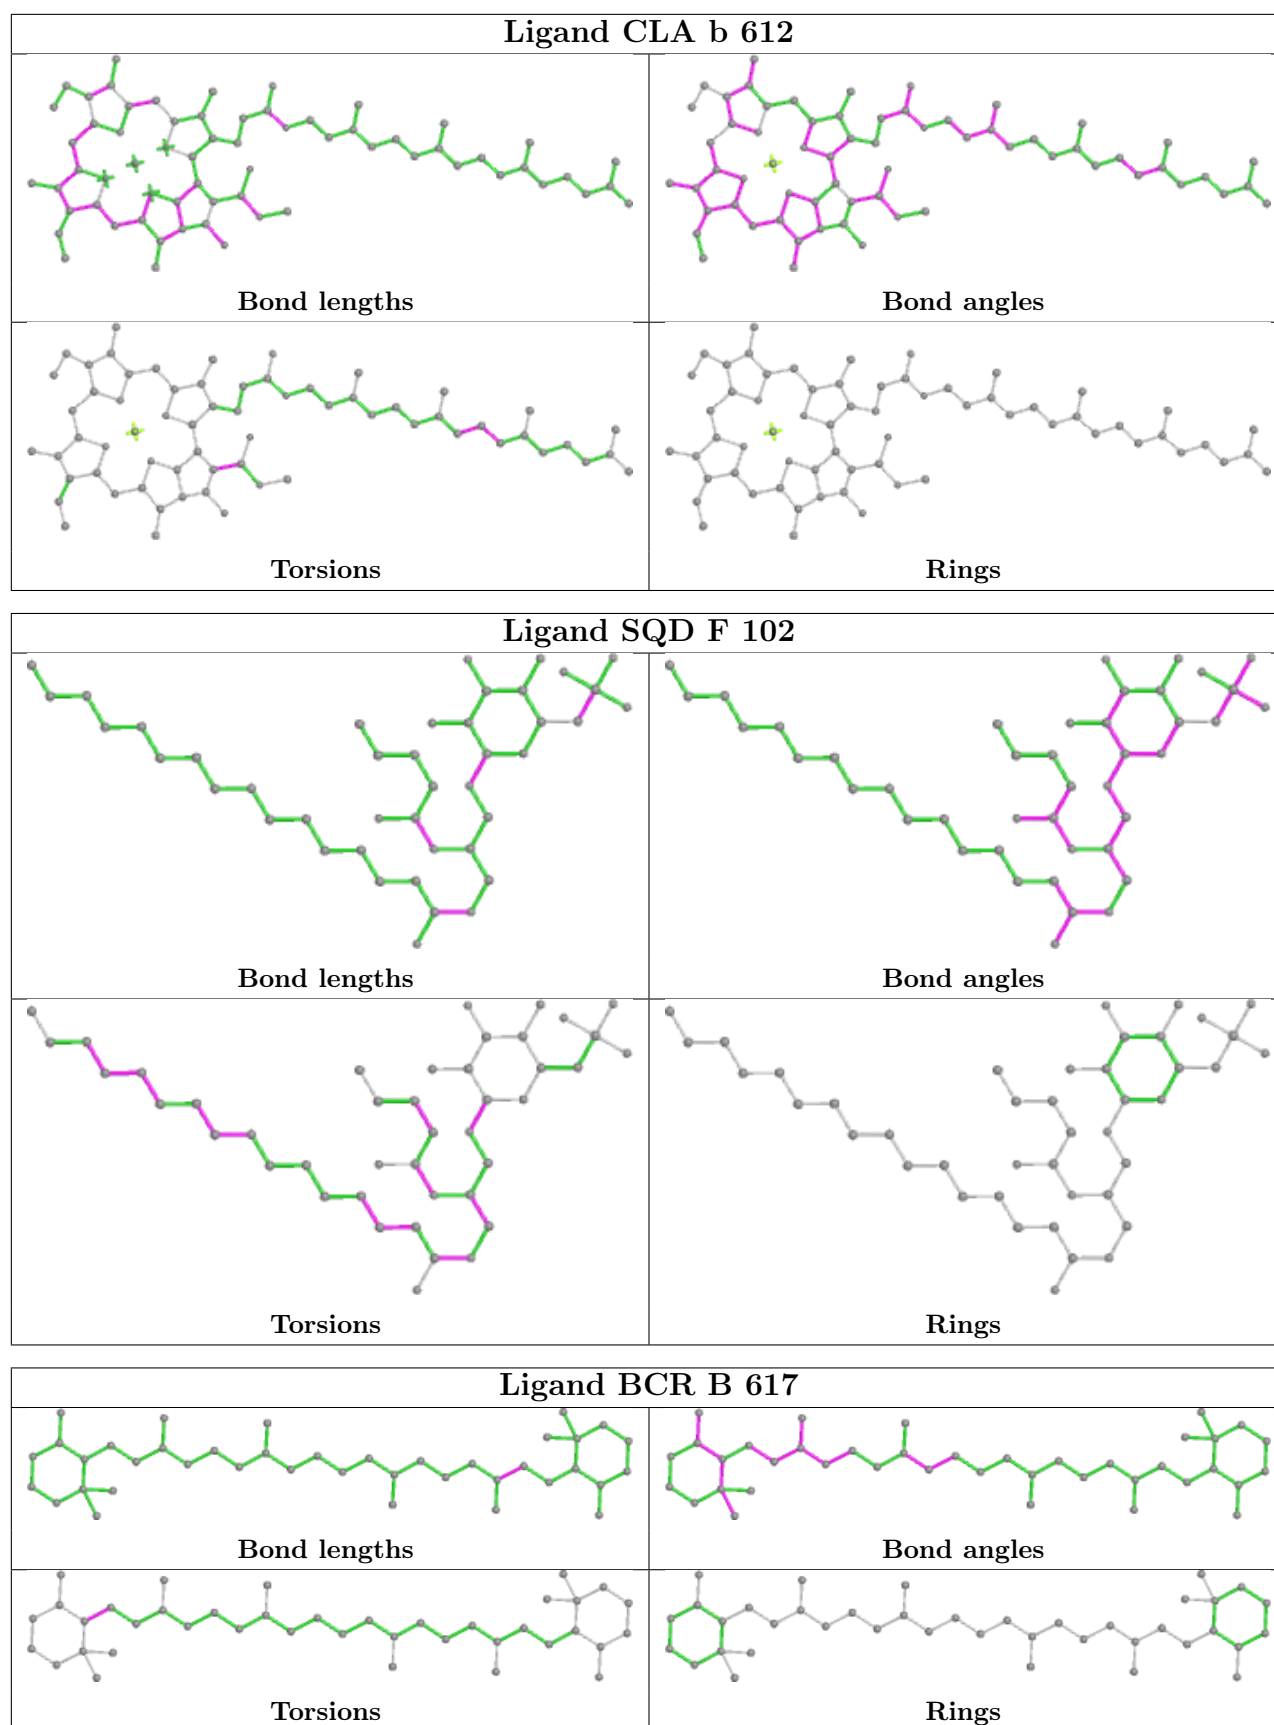 Ligand CLA b 612
Bond lengths
Bond angles
Torsions
Rings
Ligand SQD F 102
Bond lengths
Bond angles
Torsions
Rings
Ligand BCR B 617
Bond lengths
Bond angles
Torsions
Rings